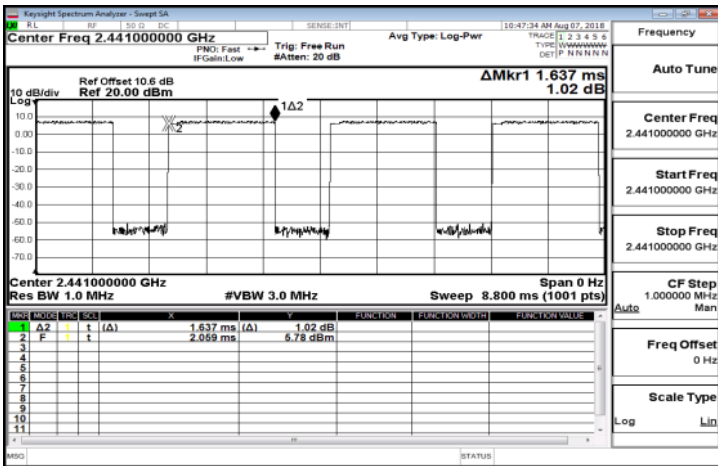 Keysight Spectrum Analyzer - Swept SA
RL RF 50 Ω DC SENSE:INT 10:47:34 AM Aug 07, 2018
Center Freq 2.441000000 GHz
PNO: Fast
IFGain:Low
Trig: Free Run
#Atten: 20 dB
Avg Type: Log-Pwr
TRACE 1 2 3 4 5 6
TYPE WWWWWW
DET P NNNNN
Ref Offset 10.6 dB
10 dB/div Ref 20.00 dBm
ΔMkr1 1.637 ms
1.02 dB
Log
1Δ2
10.0
2
0.00
-10.0
-20.0
-30.0
-40.0
-50.0
-60.0
-70.0
Center 2.441000000 GHz Span 0 Hz
Res BW 1.0 MHz #VBW 3.0 MHz Sweep 8.800 ms (1001 pts)
MKR MODE TRC SCL X Y FUNCTION FUNCTION WIDTH FUNCTION VALUE
1 Δ2 1 t (Δ) 1.637 ms (Δ) 1.02 dB
2 F 1 t 2.059 ms 5.78 dBm
3
4
5
6
7
8
9
10
11
MSG STATUS
Frequency
Auto Tune
Center Freq
2.441000000 GHz
Start Freq
2.441000000 GHz
Stop Freq
2.441000000 GHz
CF Step
1.000000 MHz
Auto Man
Freq Offset
0 Hz
Scale Type
Log Lin